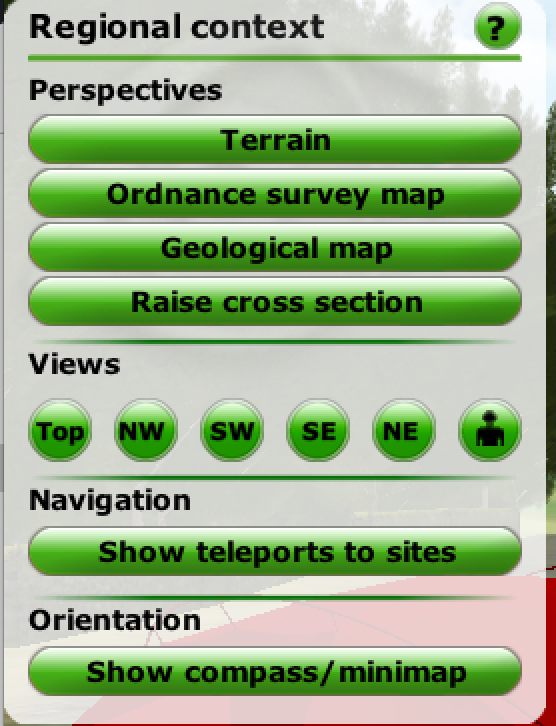 Regional context ?
Perspectives
Terrain
Ordnance survey map
Geological map
Raise cross section
Views
Top NW SW SE NE
Navigation
Show teleports to sites
Orientation
Show compass/minimap